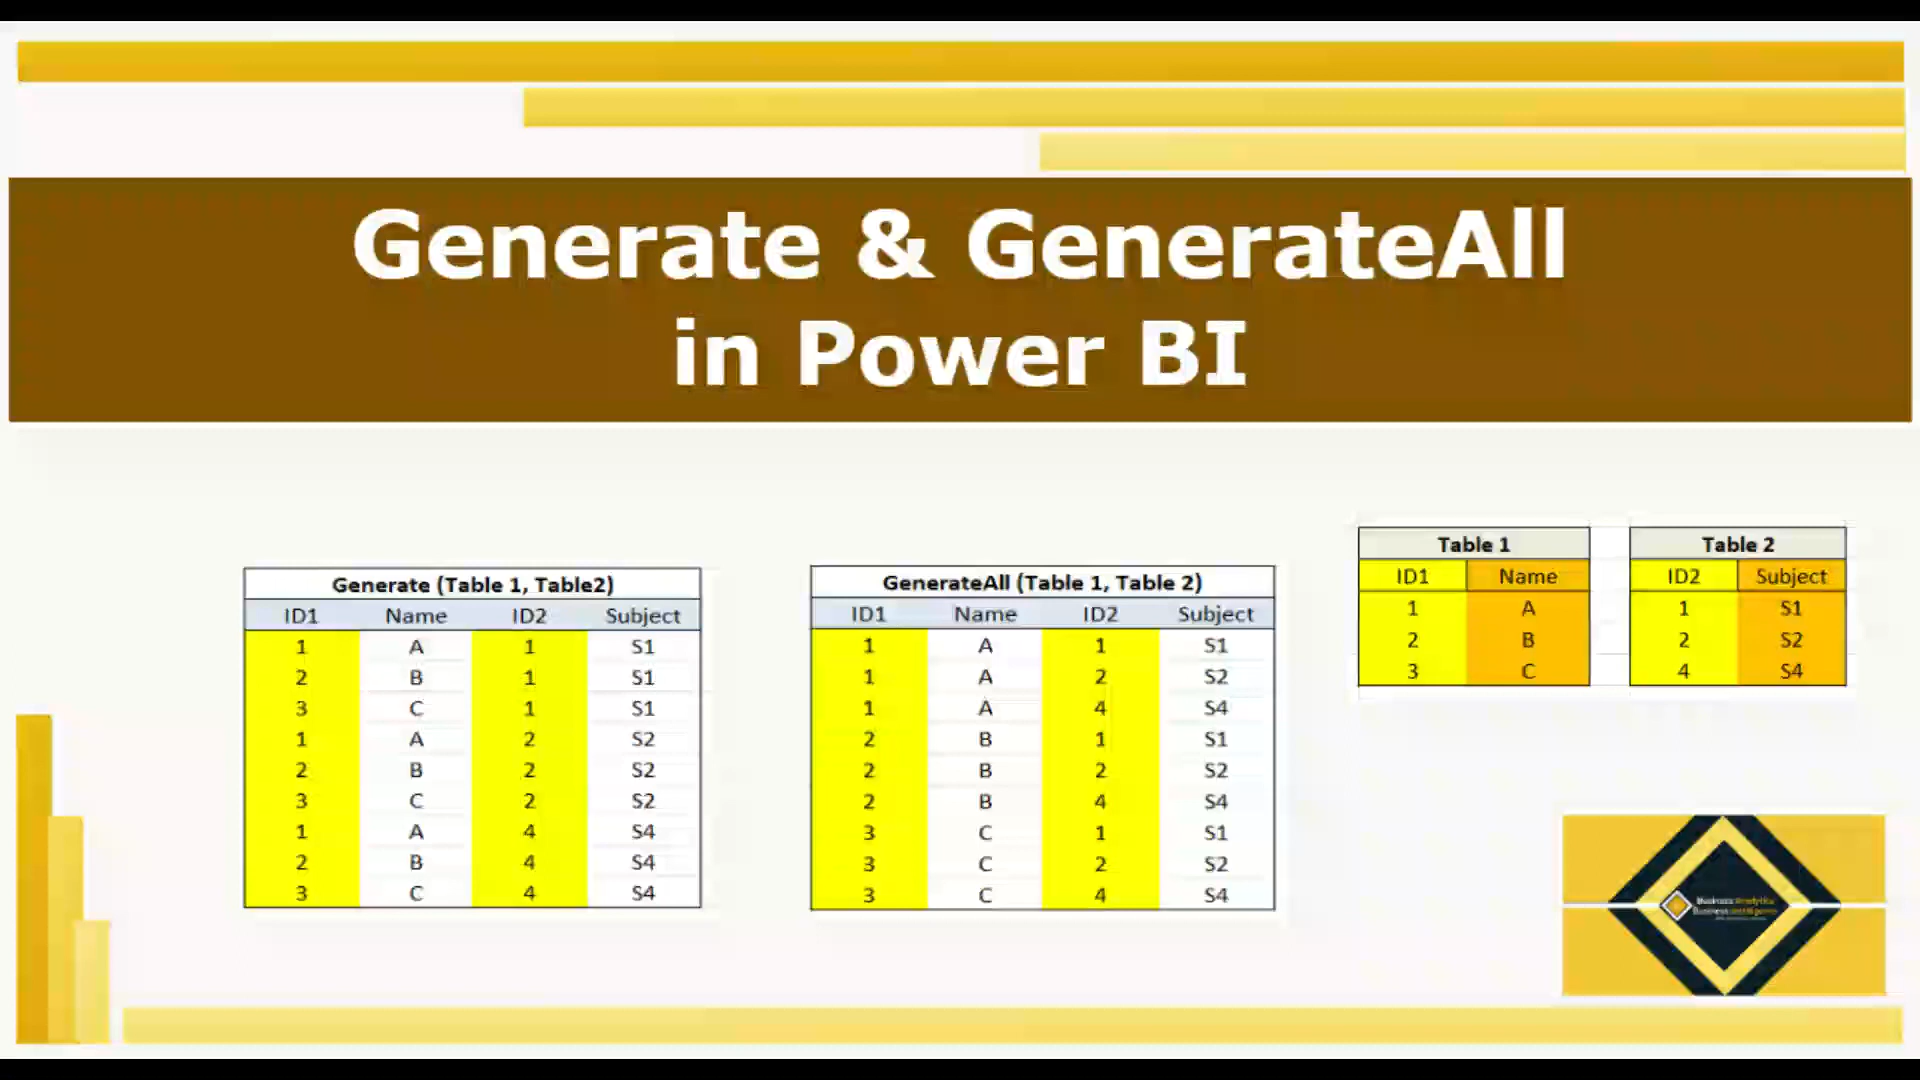 Generate & GenerateAll
in Power BI
Generate (Table 1, Table2)
ID1 Name ID2 Subject
1 A 1 S1
2 B 1 S1
3 C 1 S1
1 A 2 S2
2 B 2 S2
3 C 2 S2
1 A 4 S4
2 B 4 S4
3 C 4 S4
GenerateAll (Table 1, Table 2)
ID1 Name ID2 Subject
1 A 1 S1
1 A 2 S2
1 A 4 S4
2 B 1 S1
2 B 2 S2
2 B 4 S4
3 C 1 S1
3 C 2 S2
3 C 4 S4
Table 1
ID1 Name
1 A
2 B
3 C
Table 2
ID2 Subject
1 S1
2 S2
4 S4
Business Analytics
Business Intelligence